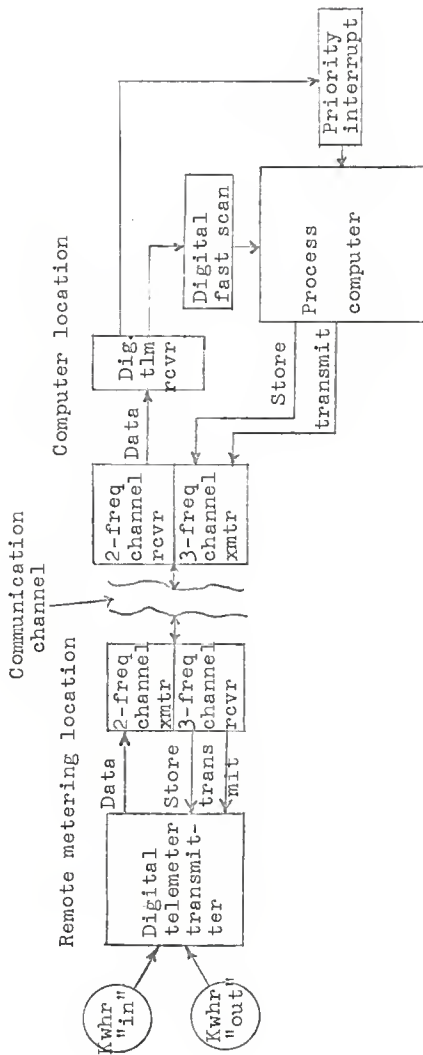 Remote metering location
Kwhr
"in"
Kwhr
"out"
Digital
telemeter
transmit-
ter
Data
Store
trans
mit
2-freq
channel
xmtr
3-freq
channel
rcvr
Communication
channel
Computer location
2-freq
channel
rcvr
3-freq
channel
xmtr
Data
Dig.
tlm
rcvr
Digital
fast scan
Store
transmit
Process
computer
Priority
interrupt